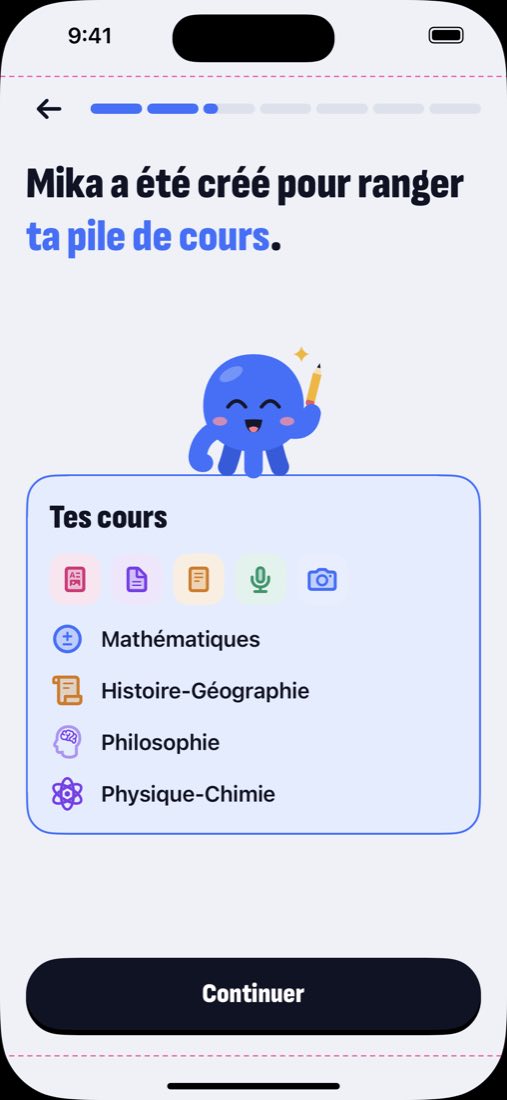 9:41
Mika a été créé pour ranger
ta pile de cours.
Tes cours
Mathématiques
Histoire-Géographie
Philosophie
Physique-Chimie
Continuer